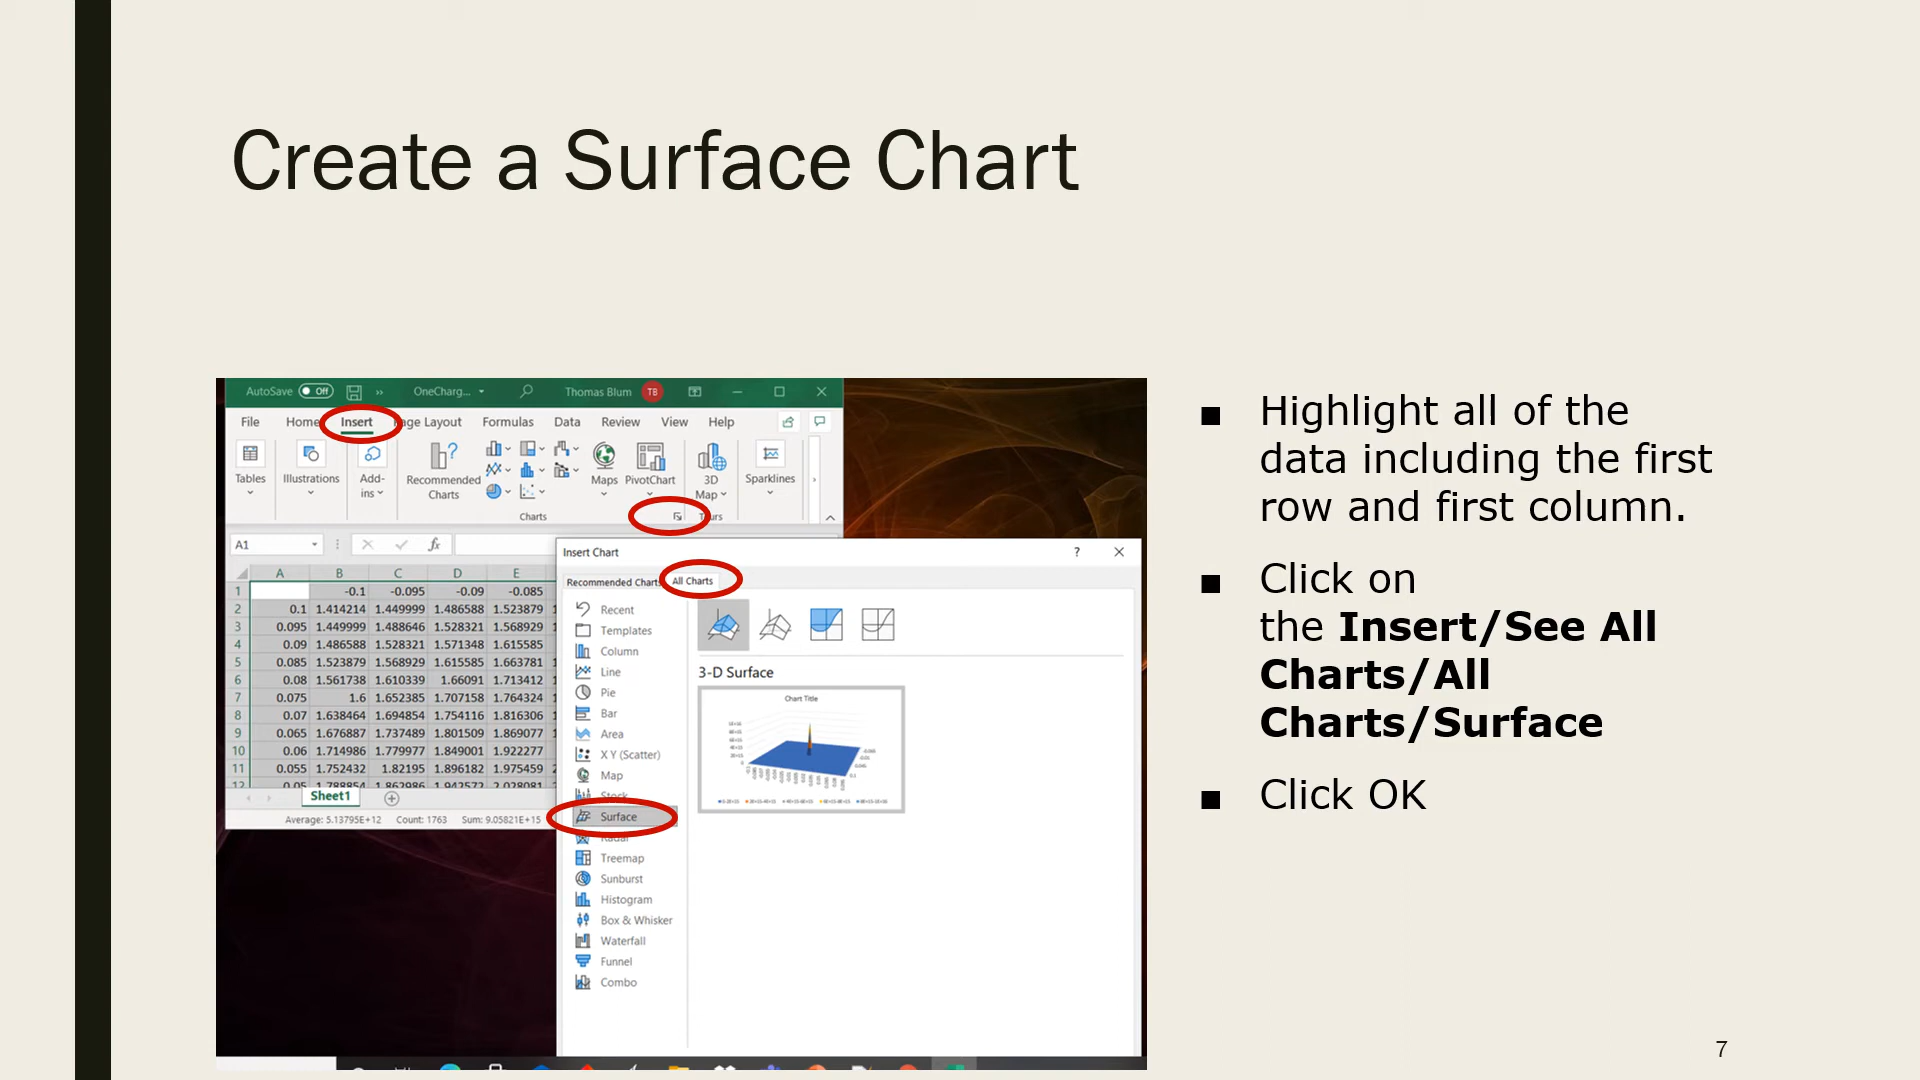 Create a Surface Chart
AutoSave Off OneCharg... Thomas Blum TB
File Home Insert ge Layout Formulas Data Review View Help
Tables Illustrations Add-ins Recommended Charts Maps PivotChart 3D Map Sparklines
Charts
A1 fx
A B C D E
1 -0.1 -0.095 -0.09 -0.085
2 0.1 1.414214 1.449999 1.486588 1.523879
3 0.095 1.449999 1.488646 1.528321 1.568929
4 0.09 1.486588 1.528321 1.571348 1.615585
5 0.085 1.523879 1.568929 1.615585 1.663781
6 0.08 1.561738 1.610339 1.66091 1.713412
7 0.075 1.6 1.652385 1.707158 1.764324
8 0.07 1.638464 1.694854 1.754116 1.816306
9 0.065 1.676887 1.737489 1.801509 1.869077
10 0.06 1.714986 1.779977 1.849001 1.922277
11 0.055 1.752432 1.82195 1.896182 1.975459
12 0.05 1.788854 1.862986 1.942572 2.028081
Sheet1
Average: 5.13795E+12 Count: 1763 Sum: 9.05821E+15
Insert Chart ?
Recommended Charts All Charts
Recent
Templates
Column
Line
Pie
Bar
Area
X Y (Scatter)
Map
Stock
Surface
Radar
Treemap
Sunburst
Histogram
Box & Whisker
Waterfall
Funnel
Combo
3-D Surface
Chart Title
■ Highlight all of the
data including the first
row and first column.
■ Click on
the Insert/See All
Charts/All
Charts/Surface
■ Click OK
7